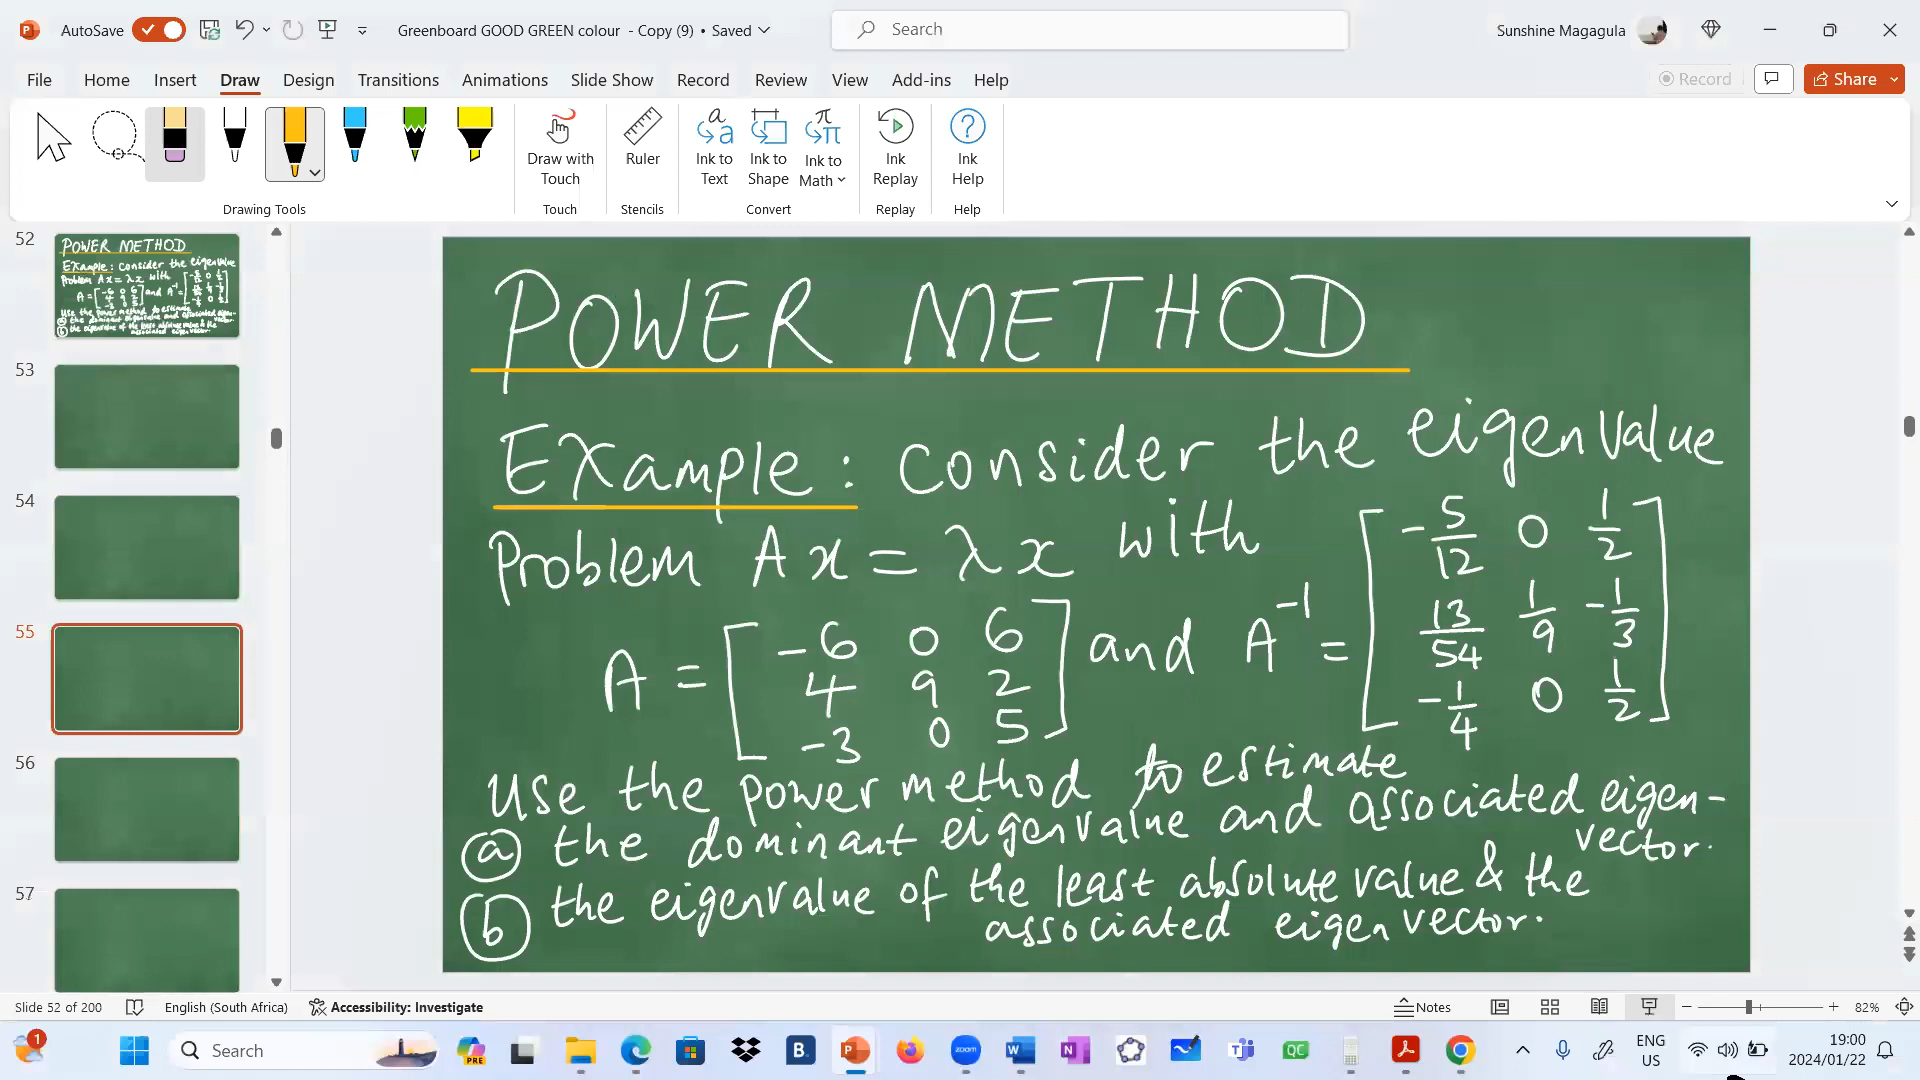 AutoSave
Greenboard GOOD GREEN colour - Copy (9) • Saved
Search
Sunshine Magagula
File Home Insert Draw Design Transitions Animations Slide Show Record Review View Add-ins Help
Record
Share
Draw with Touch
Ruler
Ink to Text
Ink to Shape
Ink to Math
Ink Replay
Ink Help
Drawing Tools Touch Stencils Convert Replay Help
52
53
54
55
56
57
POWER METHOD
Example: Consider the eigenvalue
Problem Ax = λx with
A = [-6 0 6; 4 9 2; -3 0 5] and A^-1 = [-5/12 0 1/2; 13/54 1/9 -1/3; -1/4 0 1/2]
Use the power method to estimate
(a) the dominant eigenvalue and associated eigen-
vector.
(b) the eigenvalue of the least absolute value & the
associated eigenvector.
Slide 52 of 200 English (South Africa) Accessibility: Investigate Notes 82%
1 Search PRE B zoom QC ENG US 19:00 2024/01/22